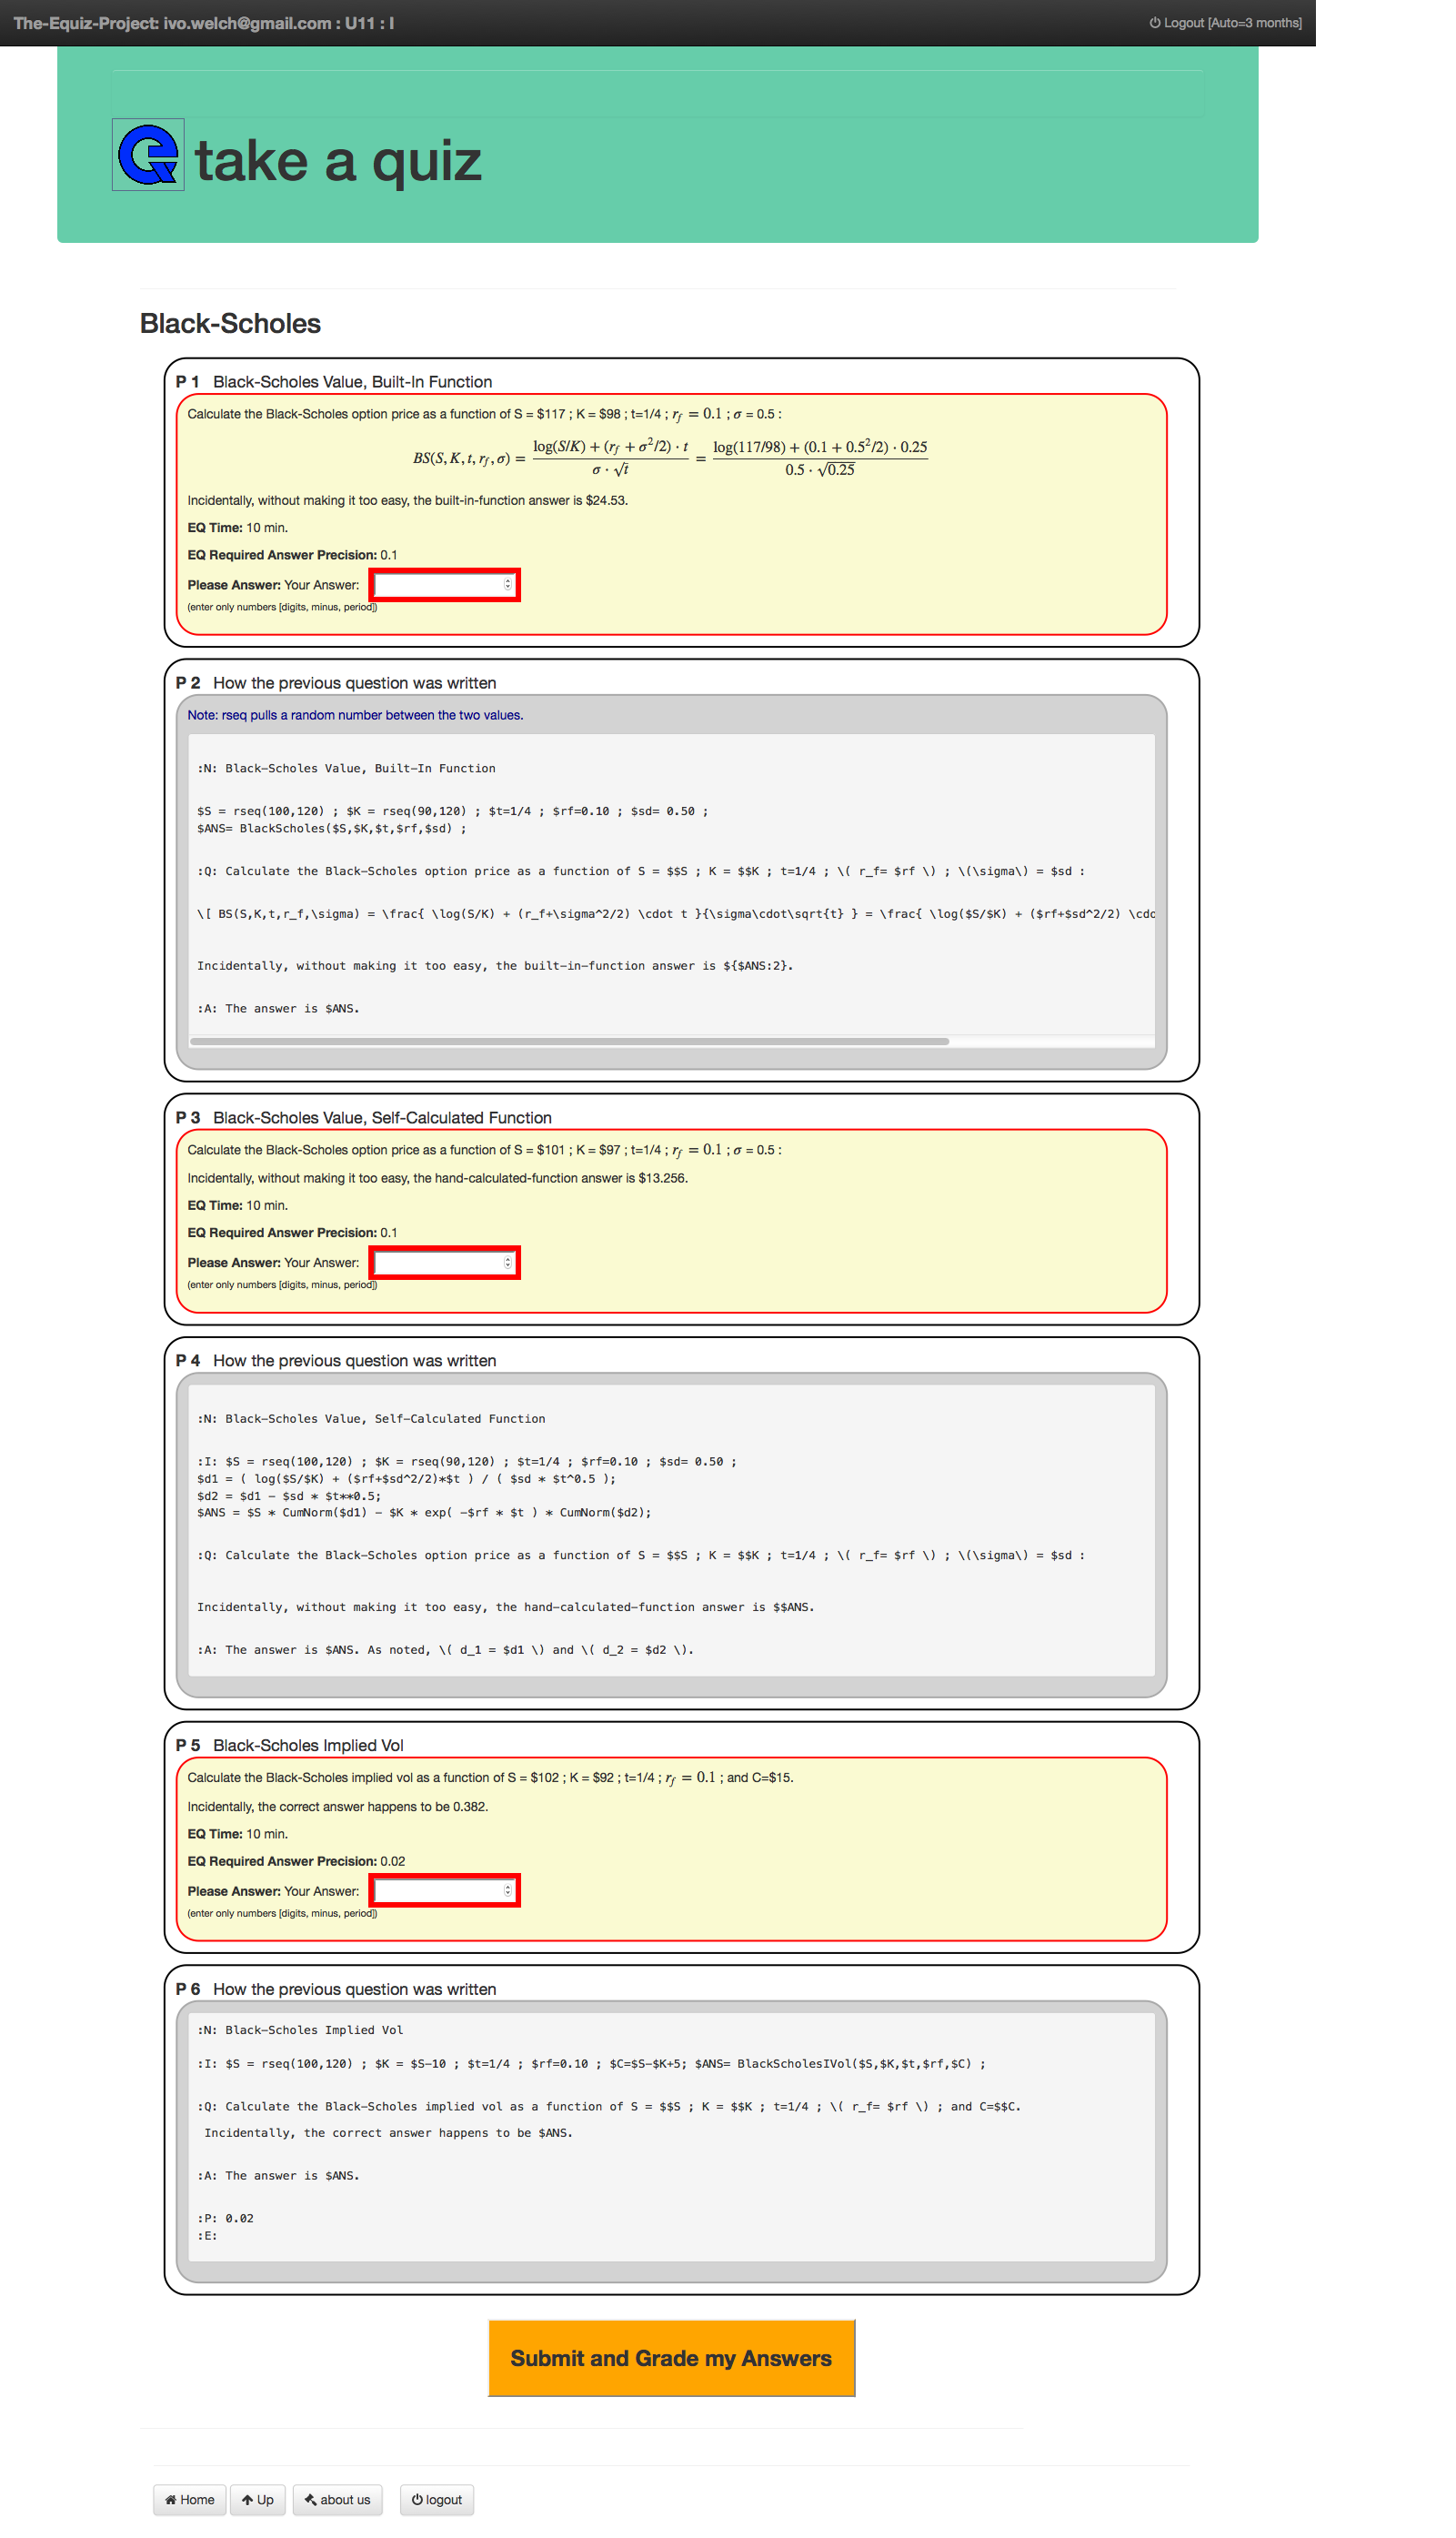 The-Equiz-Project: ivo.welch@gmail.com : U11 : I
Logout [Auto=3 months]
take a quiz
Black-Scholes
P 1 Black-Scholes Value, Built-In Function
Calculate the Black-Scholes option price as a function of S = $117 ; K = $98 ; t=1/4 ; r_f = 0.1 ; σ = 0.5 :
BS(S, K, t, r_f, σ) = (log(S/K) + (r_f + σ²/2) · t) / (σ · √t) = (log(117/98) + (0.1 + 0.5²/2) · 0.25) / (0.5 · √0.25)
Incidentally, without making it too easy, the built-in-function answer is $24.53.
EQ Time: 10 min.
EQ Required Answer Precision: 0.1
Please Answer: Your Answer:
(enter only numbers [digits, minus, period])
P 2 How the previous question was written
Note: rseq pulls a random number between the two values.
:N: Black-Scholes Value, Built-In Function
$S = rseq(100,120) ; $K = rseq(90,120) ; $t=1/4 ; $rf=0.10 ; $sd= 0.50 ;
$ANS= BlackScholes($S,$K,$t,$rf,$sd) ;
:Q: Calculate the Black-Scholes option price as a function of S = $$S ; K = $$K ; t=1/4 ; \( r_f= $rf \) ; \(\sigma\) = $sd :
\[ BS(S,K,t,r_f,\sigma) = \frac{ \log(S/K) + (r_f+\sigma^2/2) \cdot t }{\sigma\cdot\sqrt{t} } = \frac{ \log($S/$K) + ($rf+$sd^2/2) \cdo
Incidentally, without making it too easy, the built-in-function answer is ${$ANS:2}.
:A: The answer is $ANS.
P 3 Black-Scholes Value, Self-Calculated Function
Calculate the Black-Scholes option price as a function of S = $101 ; K = $97 ; t=1/4 ; r_f = 0.1 ; σ = 0.5 :
Incidentally, without making it too easy, the hand-calculated-function answer is $13.256.
EQ Time: 10 min.
EQ Required Answer Precision: 0.1
Please Answer: Your Answer:
(enter only numbers [digits, minus, period])
P 4 How the previous question was written
:N: Black-Scholes Value, Self-Calculated Function
:I: $S = rseq(100,120) ; $K = rseq(90,120) ; $t=1/4 ; $rf=0.10 ; $sd= 0.50 ;
$d1 = ( log($S/$K) + ($rf+$sd^2/2)*$t ) / ( $sd * $t^0.5 );
$d2 = $d1 - $sd * $t**0.5;
$ANS = $S * CumNorm($d1) - $K * exp( -$rf * $t ) * CumNorm($d2);
:Q: Calculate the Black-Scholes option price as a function of S = $$S ; K = $$K ; t=1/4 ; \( r_f= $rf \) ; \(\sigma\) = $sd :
Incidentally, without making it too easy, the hand-calculated-function answer is $$ANS.
:A: The answer is $ANS. As noted, \( d_1 = $d1 \) and \( d_2 = $d2 \).
P 5 Black-Scholes Implied Vol
Calculate the Black-Scholes implied vol as a function of S = $102 ; K = $92 ; t=1/4 ; r_f = 0.1 ; and C=$15.
Incidentally, the correct answer happens to be 0.382.
EQ Time: 10 min.
EQ Required Answer Precision: 0.02
Please Answer: Your Answer:
(enter only numbers [digits, minus, period])
P 6 How the previous question was written
:N: Black-Scholes Implied Vol
:I: $S = rseq(100,120) ; $K = $S-10 ; $t=1/4 ; $rf=0.10 ; $C=$S-$K+5; $ANS= BlackScholesIVol($S,$K,$t,$rf,$C) ;
:Q: Calculate the Black-Scholes implied vol as a function of S = $$S ; K = $$K ; t=1/4 ; \( r_f= $rf \) ; and C=$$C.
Incidentally, the correct answer happens to be $ANS.
:A: The answer is $ANS.
:P: 0.02
:E:
Submit and Grade my Answers
Home Up about us logout